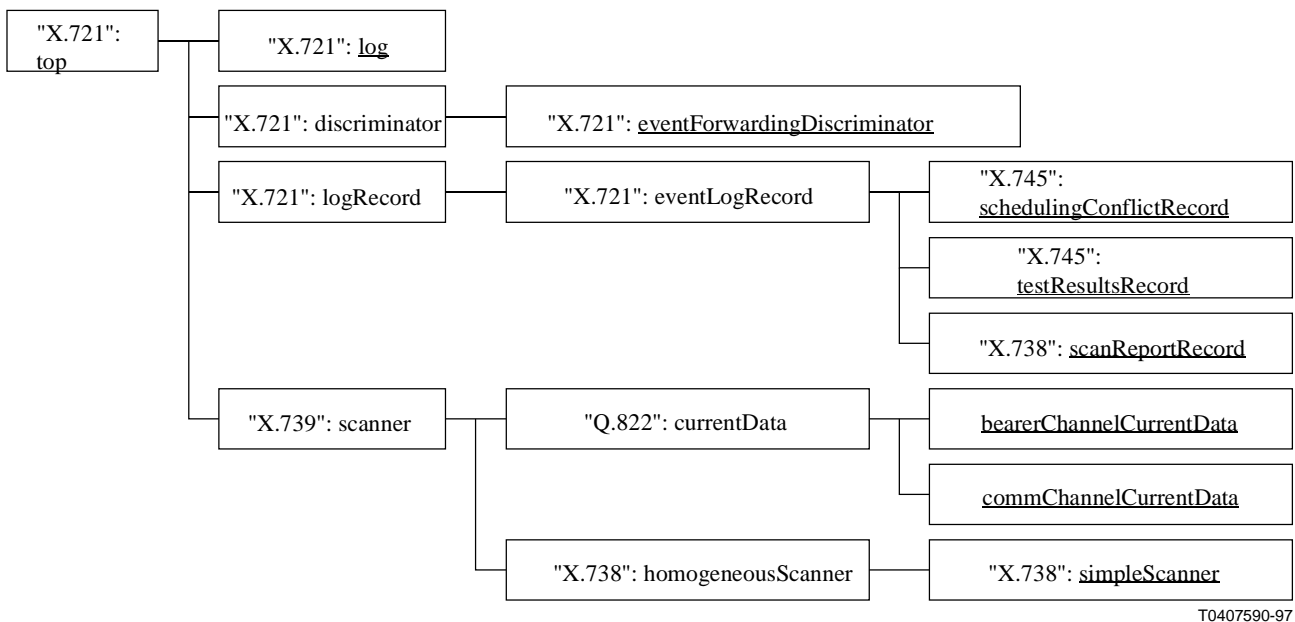 "X.721":
top
"X.721": log
"X.721": discriminator
"X.721": eventForwardingDiscriminator
"X.721": logRecord
"X.721": eventLogRecord
"X.745":
schedulingConflictRecord
"X.745":
testResultsRecord
"X.738": scanReportRecord
"X.739": scanner
"Q.822": currentData
bearerChannelCurrentData
commChannelCurrentData
"X.738": homogeneousScanner
"X.738": simpleScanner
T0407590-97